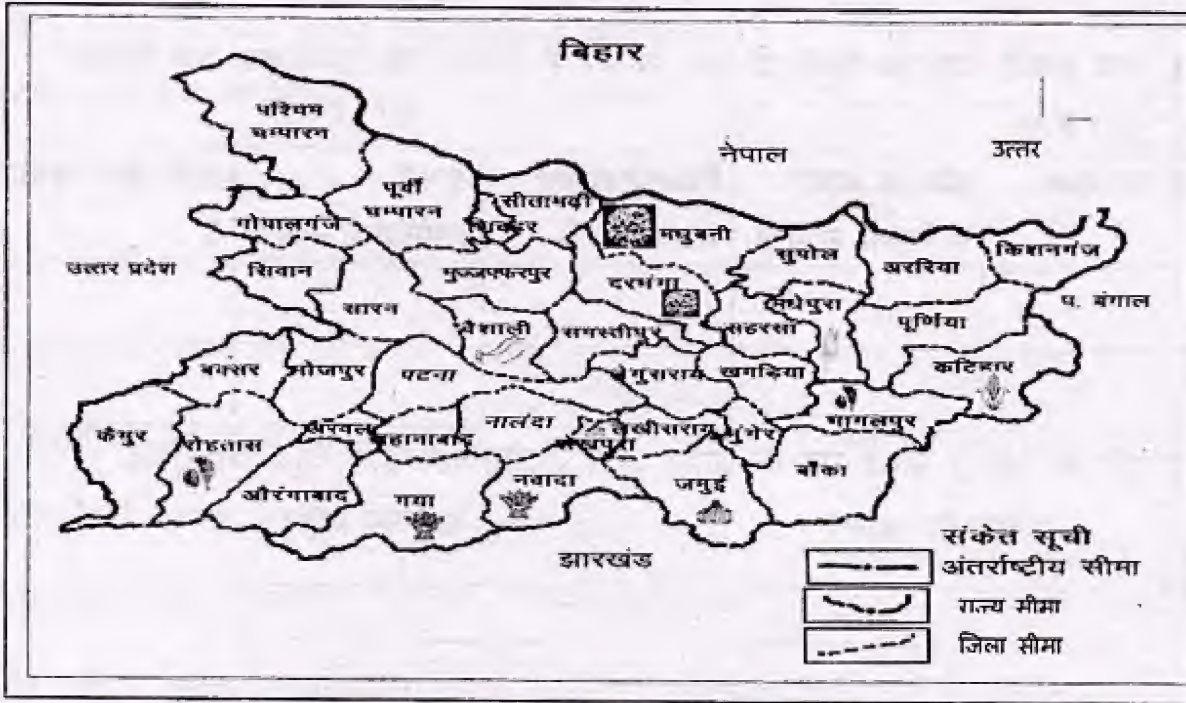 बिहार
पश्चिम
चम्पारन
नेपाल
उत्तर
पूर्वी
चम्पारन
सीतामढ़ी
गोपालगंज
मधुबनी
सुपोल
अररिया
किशनगंज
उत्तर प्रदेश
शिवान
मुज्जफ्फरपुर
दरभंगा
मधेपुरा
प. बंगाल
सारन
वैशाली
समस्तीपुर
सहरसा
पूर्णिया
बक्सर
भोजपुर
पटना
बेगुसराय
खगड़िया
कटिहार
कैमुर
रोहतास
अरवल
जहानाबाद
नालंदा
शेखपुरा
लखीसराय
मुंगेर
भागलपुर
औरंगाबाद
गया
नवादा
जमुई
बाँका
झारखंड
संकेत सूची
अंतर्राष्ट्रीय सीमा
राज्य सीमा
जिला सीमा